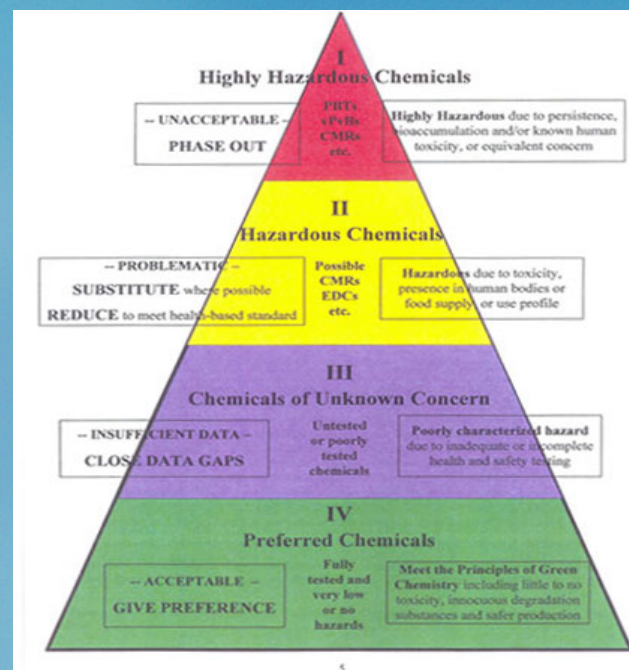 I
Highly Hazardous Chemicals
-- UNACCEPTABLE --
PHASE OUT
PBTs,
vPvBs
CMRs
etc.
Highly Hazardous due to persistence,
bioaccumulation and/or known human
toxicity, or equivalent concern
II
Hazardous Chemicals
-- PROBLEMATIC --
SUBSTITUTE where possible
REDUCE to meet health-based standard
Possible
CMRs
EDCs
etc.
Hazardous due to toxicity,
presence in human bodies or
food supply, or use profile
III
Chemicals of Unknown Concern
-- INSUFFICIENT DATA --
CLOSE DATA GAPS
Untested
or poorly
tested
chemicals
Poorly characterized hazard
due to inadequate or incomplete
health and safety testing
IV
Preferred Chemicals
-- ACCEPTABLE --
GIVE PREFERENCE
Fully
tested and
very low
or no
hazards
Meet the Principles of Green
Chemistry including little to no
toxicity, innocuous degradation
substances and safer production